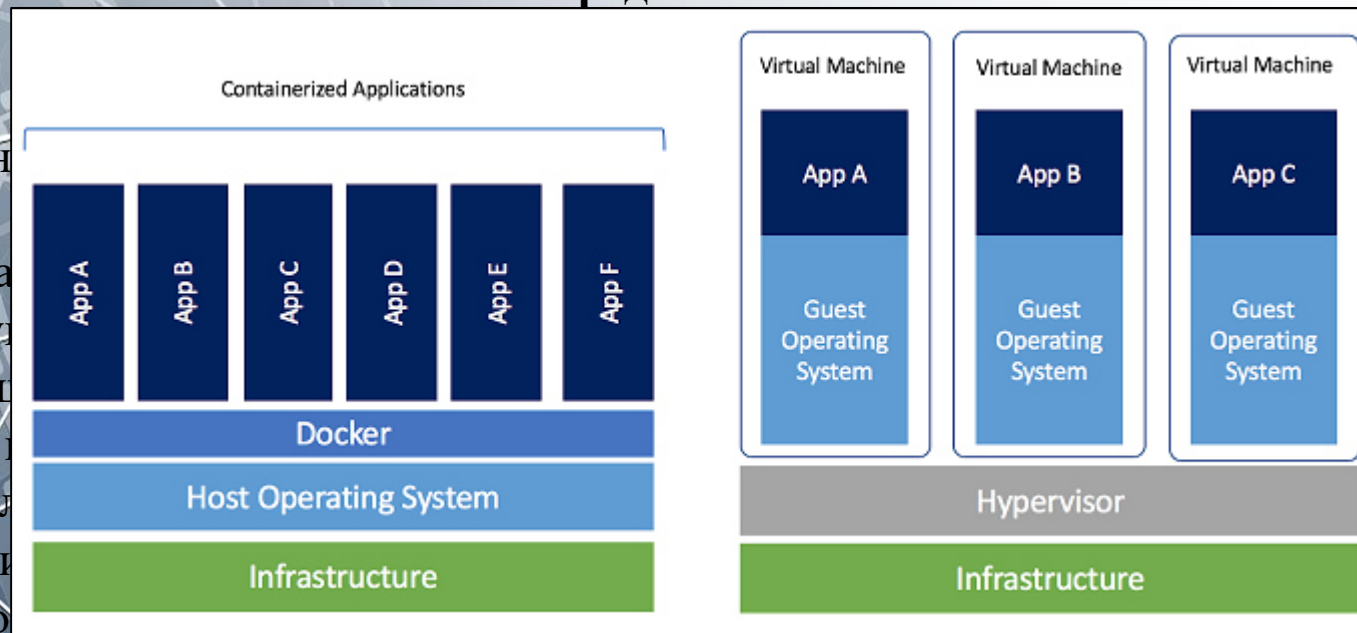 Containerized Applications
App A
App B
App C
App D
App E
App F
Docker
Host Operating System
Infrastructure
Virtual Machine
App A
Guest
Operating
System
Virtual Machine
App B
Guest
Operating
System
Virtual Machine
App C
Guest
Operating
System
Hypervisor
Infrastructure